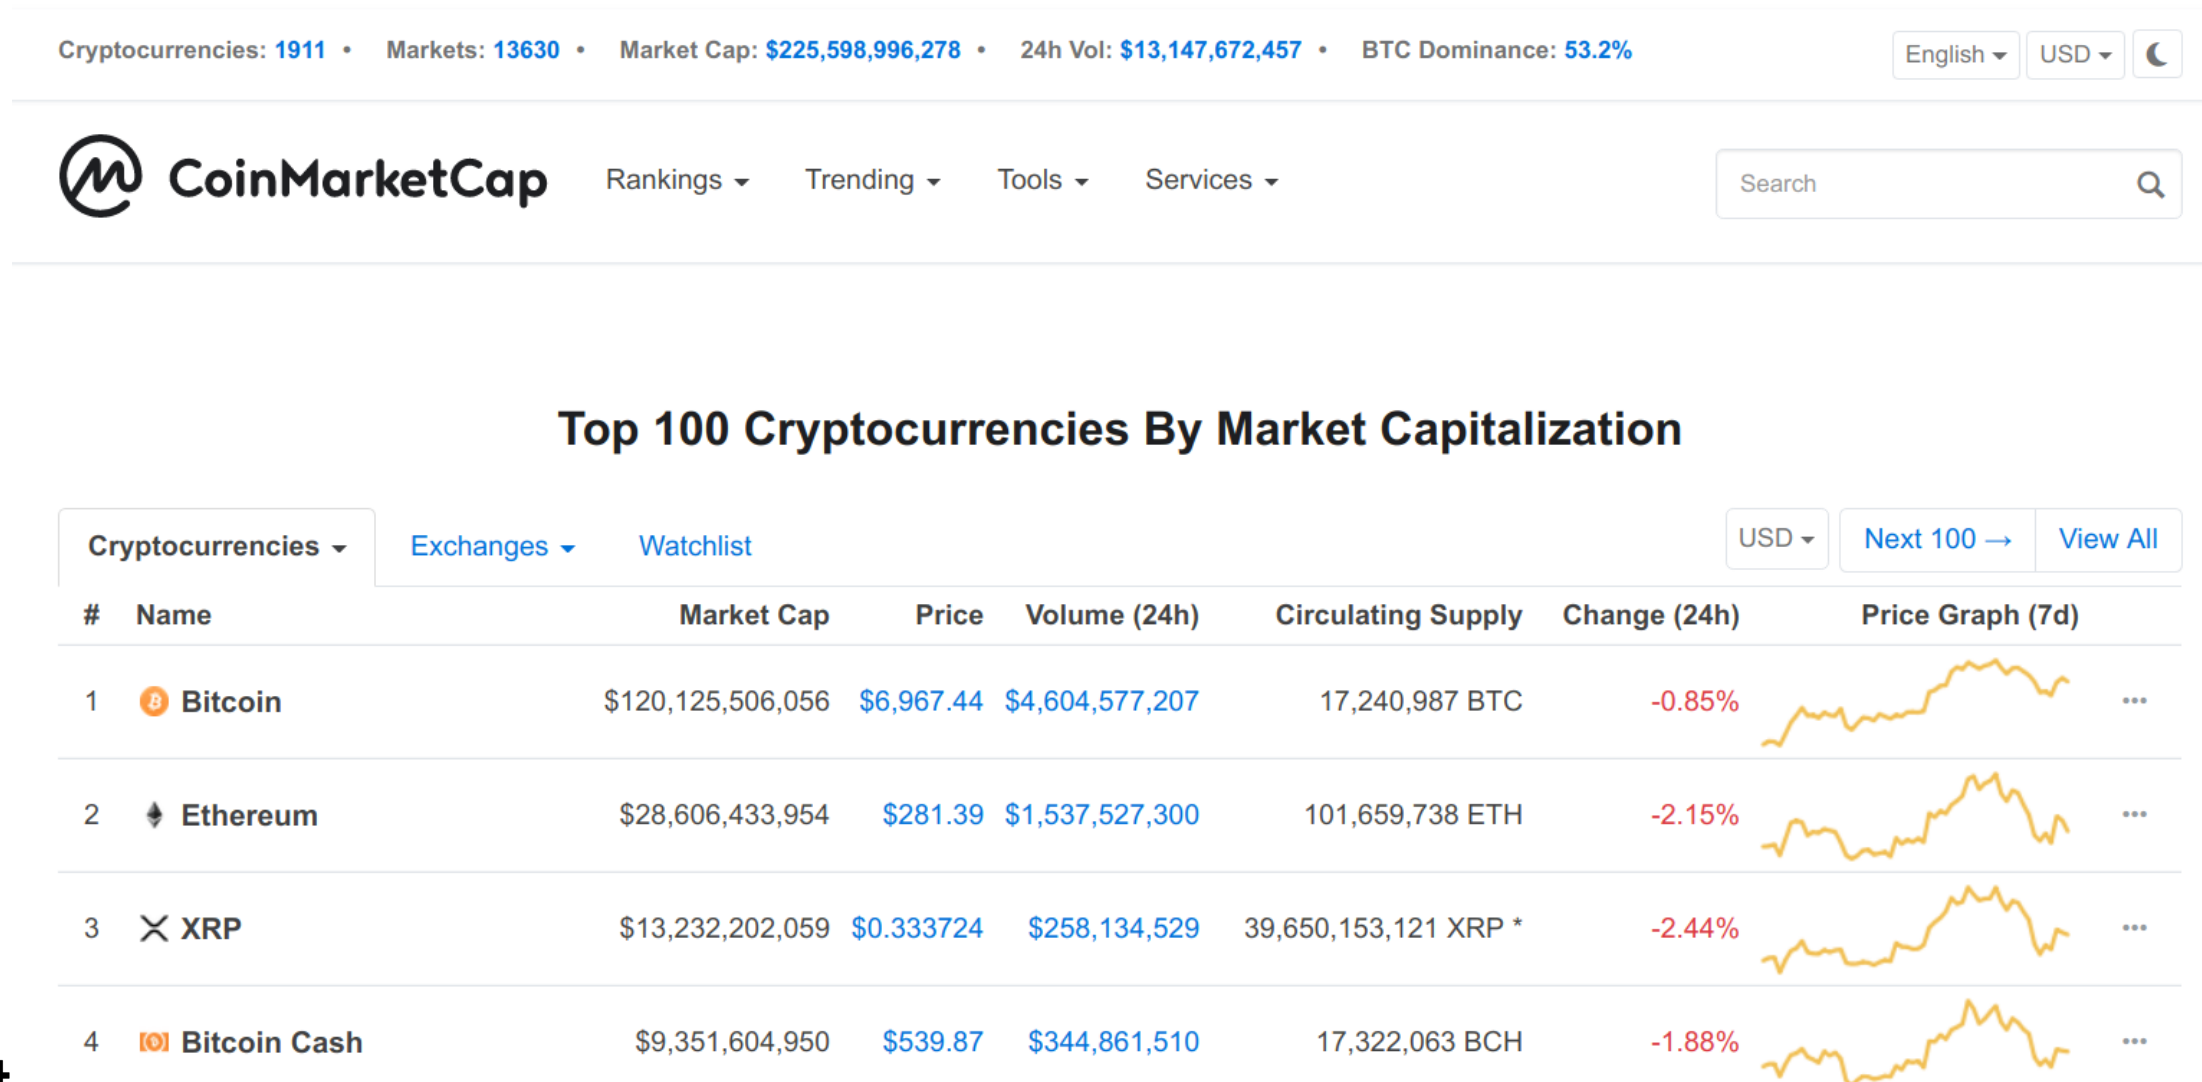 Cryptocurrencies: 1911 • Markets: 13630 • Market Cap: $225,598,996,278 • 24h Vol: $13,147,672,457 • BTC Dominance: 53.2% English USD
CoinMarketCap Rankings Trending Tools Services Search
Top 100 Cryptocurrencies By Market Capitalization
Cryptocurrencies Exchanges Watchlist USD Next 100 → View All
# Name Market Cap Price Volume (24h) Circulating Supply Change (24h) Price Graph (7d)
1 Bitcoin $120,125,506,056 $6,967.44 $4,604,577,207 17,240,987 BTC -0.85%
2 Ethereum $28,606,433,954 $281.39 $1,537,527,300 101,659,738 ETH -2.15%
3 XRP $13,232,202,059 $0.333724 $258,134,529 39,650,153,121 XRP * -2.44%
4 Bitcoin Cash $9,351,604,950 $539.87 $344,861,510 17,322,063 BCH -1.88%